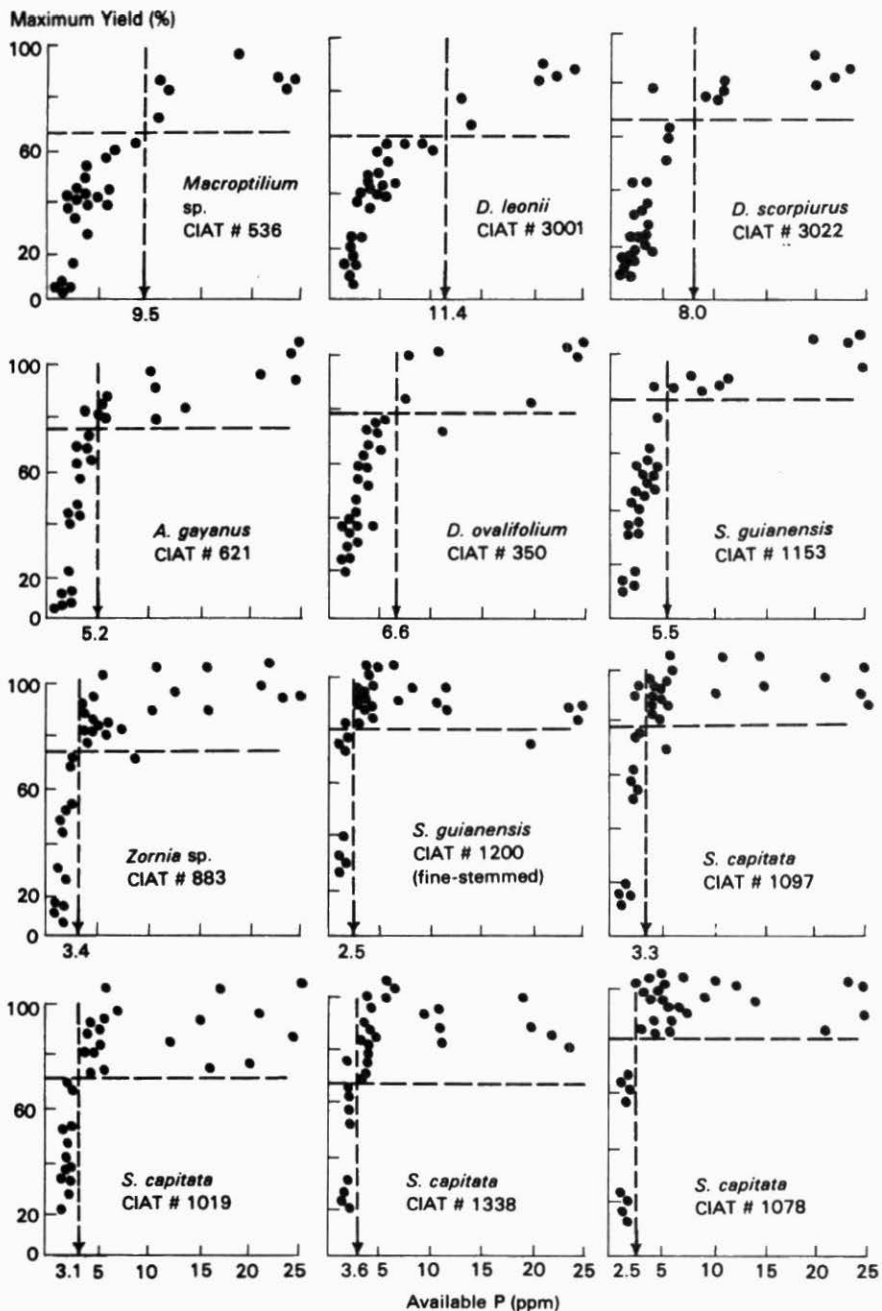 Maximum Yield (%)
100
60
20
0
Macroptilium
sp.
CIAT # 536
9.5
D. leonii
CIAT # 3001
11.4
D. scorpiurus
CIAT # 3022
8.0
100
60
20
0
A. gayanus
CIAT # 621
5.2
D. ovalifolium
CIAT # 350
6.6
S. guianensis
CIAT # 1153
5.5
100
60
20
0
Zornia sp.
CIAT # 883
3.4
S. guianensis
CIAT # 1200
(fine-stemmed)
2.5
S. capitata
CIAT # 1097
3.3
100
60
20
0
S. capitata
CIAT # 1019
3.1 5 10 15 20 25
S. capitata
CIAT # 1338
3.6 5 10 15 20 25
S. capitata
CIAT # 1078
2.5 5 10 15 20 25
Available P (ppm)